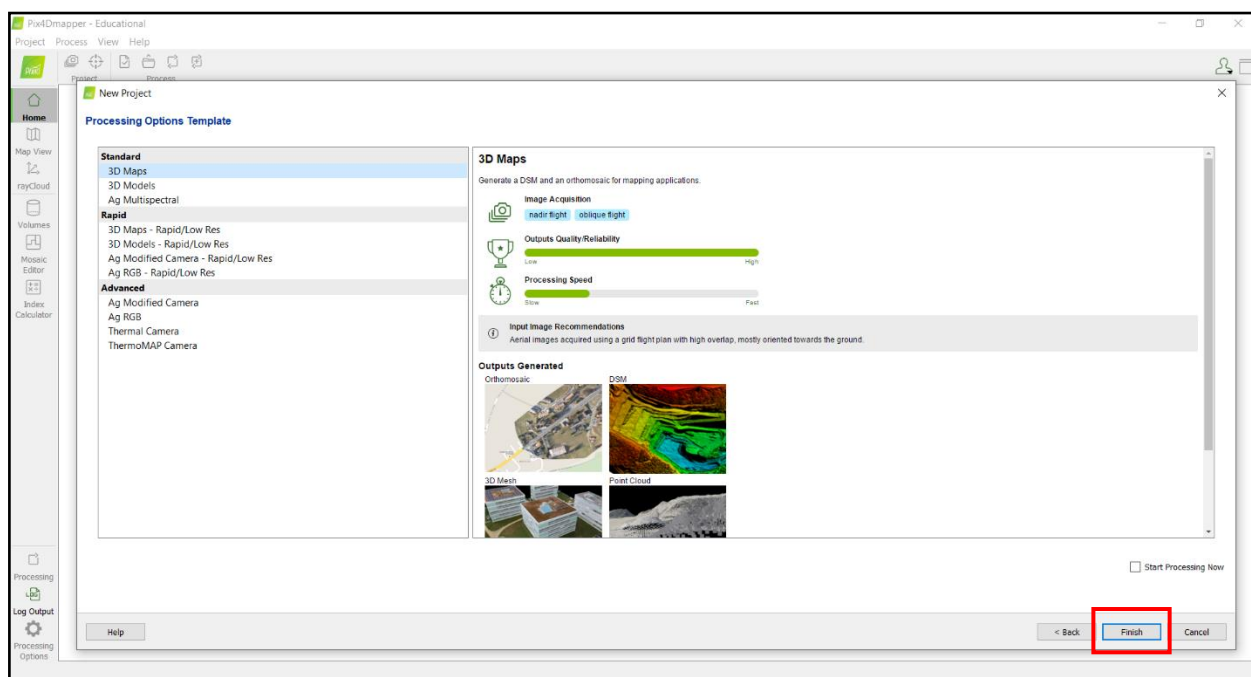 Pix4Dmapper - Educational
Project Process View Help
Project Process
Home
Map View
rayCloud
Volumes
Mosaic
Editor
Index
Calculator
Processing
Log Output
Processing
Options
New Project
Processing Options Template
Standard
3D Maps
3D Models
Ag Multispectral
Rapid
3D Maps - Rapid/Low Res
3D Models - Rapid/Low Res
Ag Modified Camera - Rapid/Low Res
Ag RGB - Rapid/Low Res
Advanced
Ag Modified Camera
Ag RGB
Thermal Camera
ThermoMAP Camera
3D Maps
Generate a DSM and an orthomosaic for mapping applications.
Image Acquisition
nadir flight oblique flight
Outputs Quality/Reliability
Low High
Processing Speed
Slow Fast
Input Image Recommendations
Aerial images acquired using a grid flight plan with high overlap, mostly oriented towards the ground.
Outputs Generated
Orthomosaic DSM
3D Mesh Point Cloud
Start Processing Now
Help < Back Finish Cancel